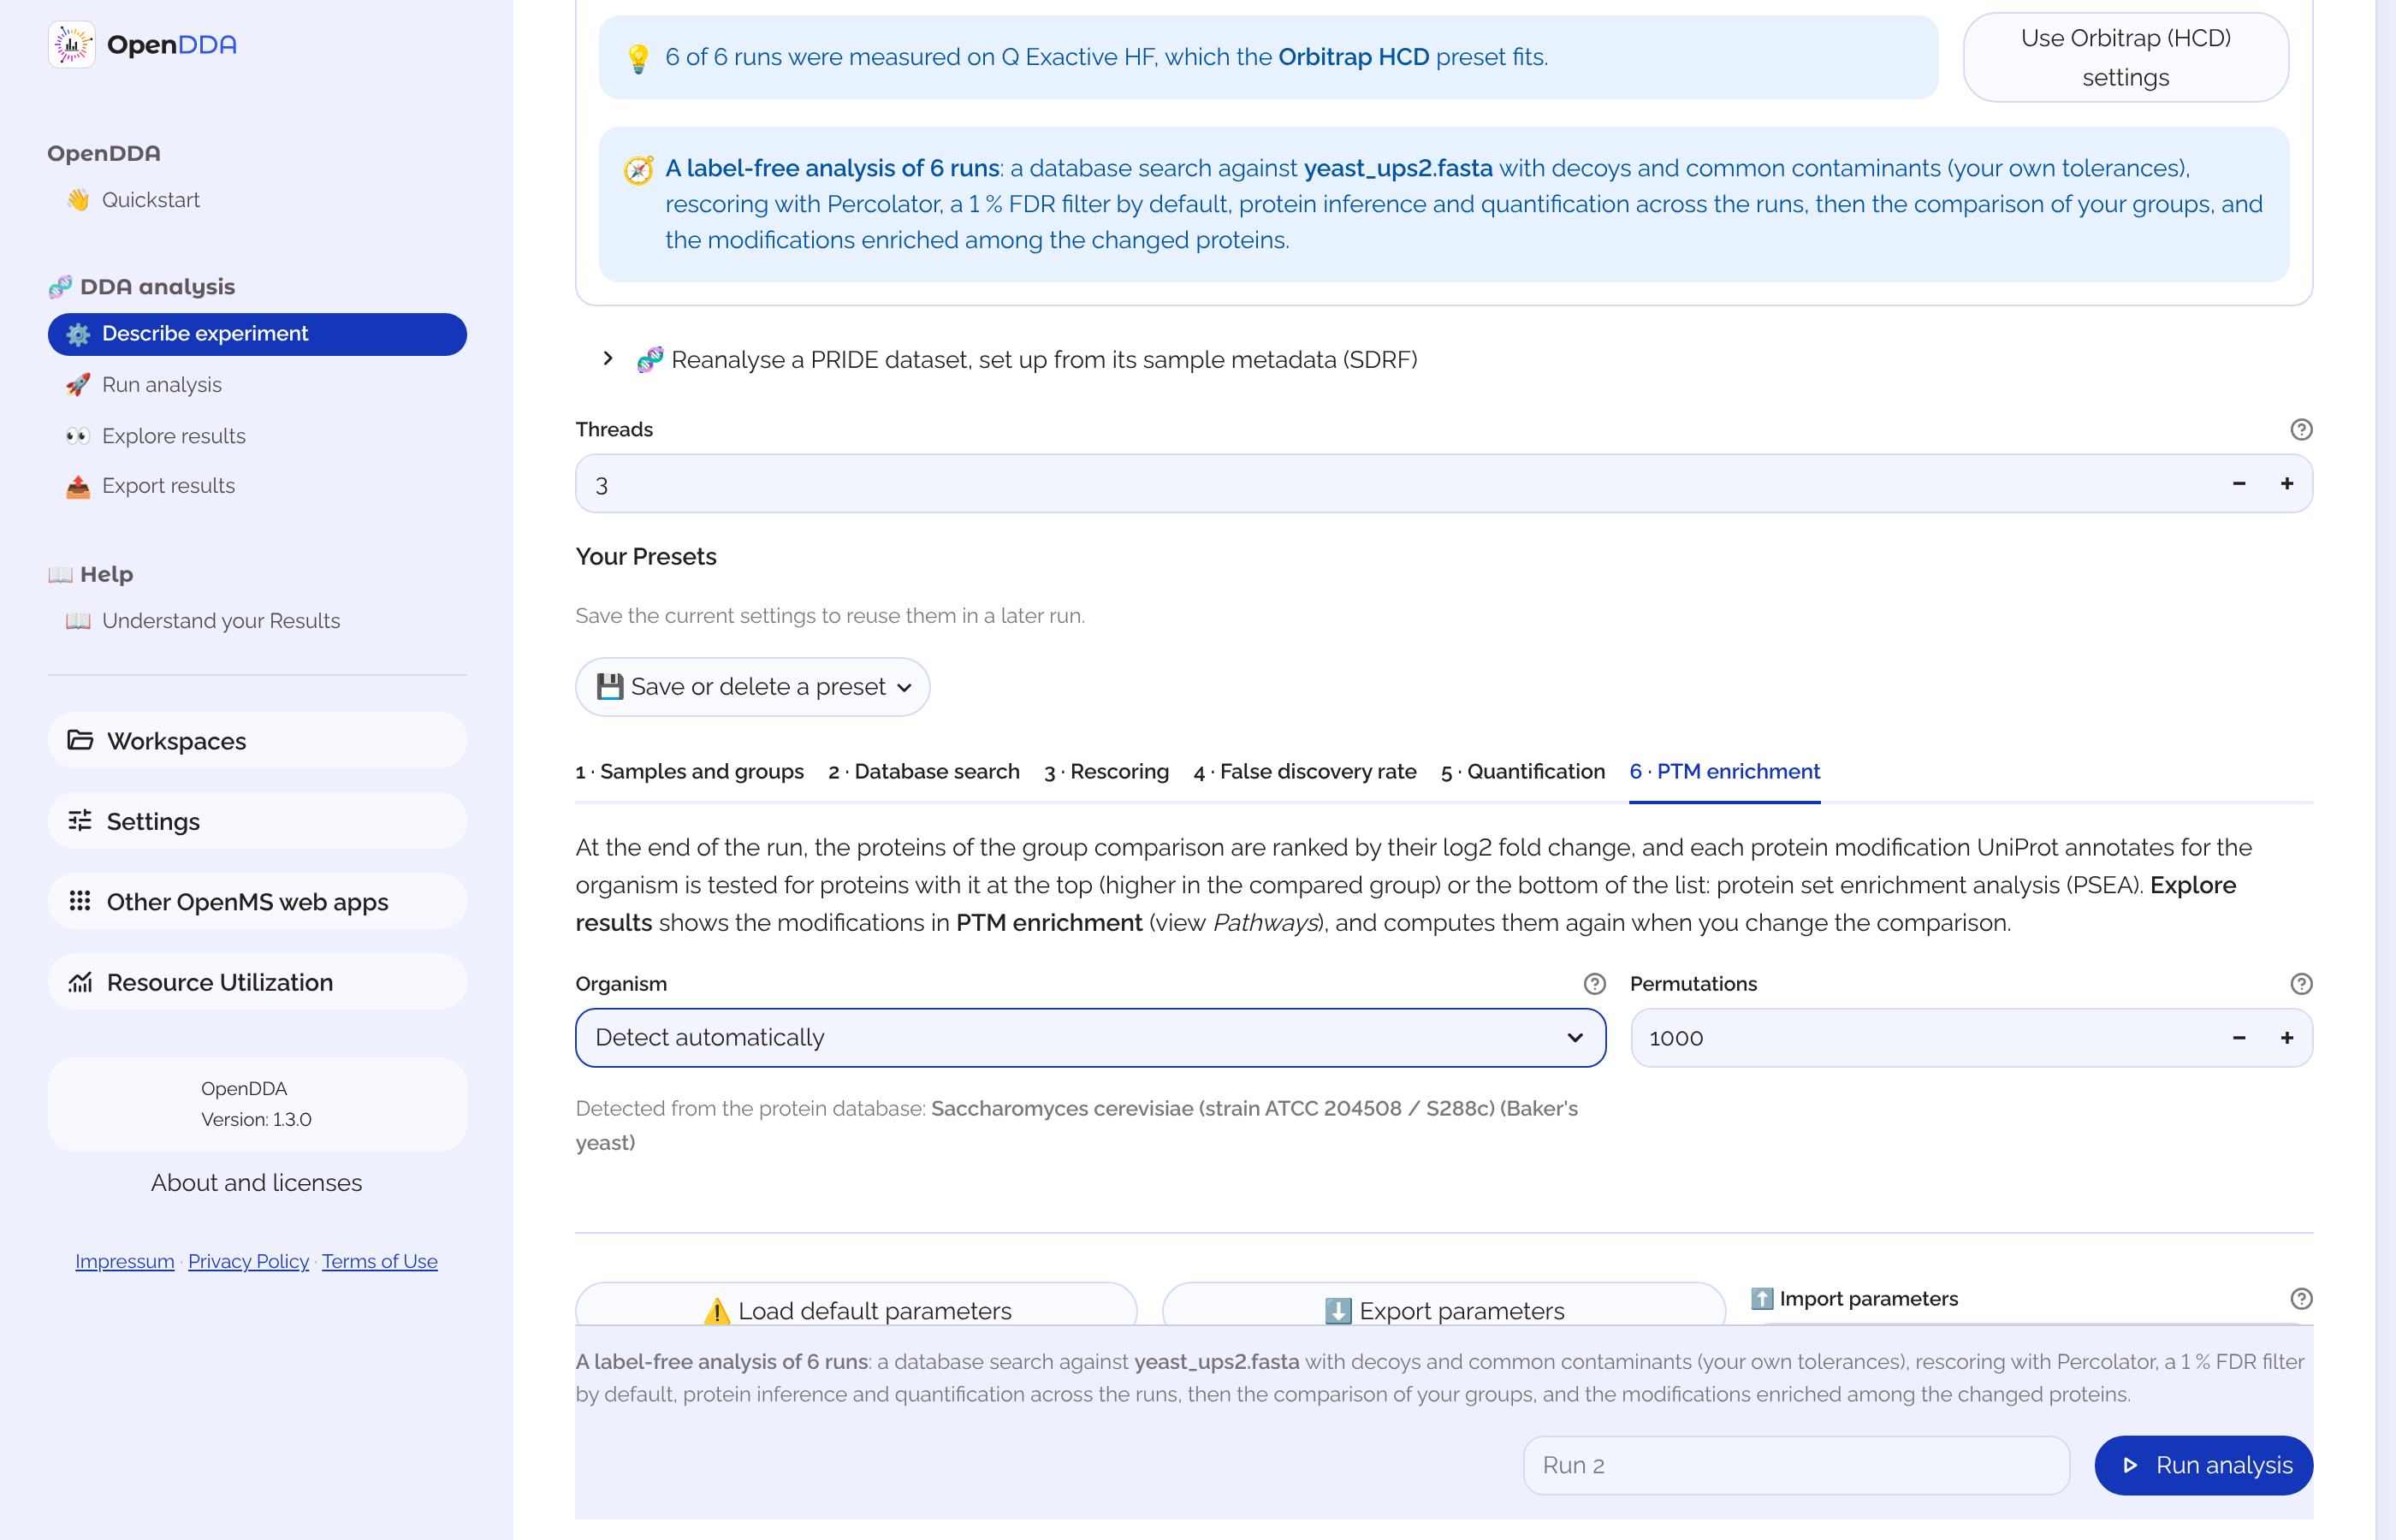 OpenDDA
OpenDDA
Quickstart
DDA analysis
Describe experiment
Run analysis
Explore results
Export results
Help
Understand your Results
Workspaces
Settings
Other OpenMS web apps
Resource Utilization
OpenDDA
Version: 1.3.0
About and licenses
Impressum · Privacy Policy · Terms of Use
6 of 6 runs were measured on Q Exactive HF, which the Orbitrap HCD preset fits.
Use Orbitrap (HCD)
settings
A label-free analysis of 6 runs: a database search against yeast_ups2.fasta with decoys and common contaminants (your own tolerances),
rescoring with Percolator, a 1 % FDR filter by default, protein inference and quantification across the runs, then the comparison of your groups, and
the modifications enriched among the changed proteins.
Reanalyse a PRIDE dataset, set up from its sample metadata (SDRF)
Threads
3
Your Presets
Save the current settings to reuse them in a later run.
Save or delete a preset
1 · Samples and groups 2 · Database search 3 · Rescoring 4 · False discovery rate 5 · Quantification 6 · PTM enrichment
At the end of the run, the proteins of the group comparison are ranked by their log2 fold change, and each protein modification UniProt annotates for the
organism is tested for proteins with it at the top (higher in the compared group) or the bottom of the list: protein set enrichment analysis (PSEA). Explore
results shows the modifications in PTM enrichment (view Pathways), and computes them again when you change the comparison.
Organism
Detect automatically
Detected from the protein database: Saccharomyces cerevisiae (strain ATCC 204508 / S288c) (Baker's
yeast)
Permutations
1000
Load default parameters
Export parameters
Import parameters
A label-free analysis of 6 runs: a database search against yeast_ups2.fasta with decoys and common contaminants (your own tolerances), rescoring with Percolator, a 1 % FDR filter
by default, protein inference and quantification across the runs, then the comparison of your groups, and the modifications enriched among the changed proteins.
Run 2
Run analysis